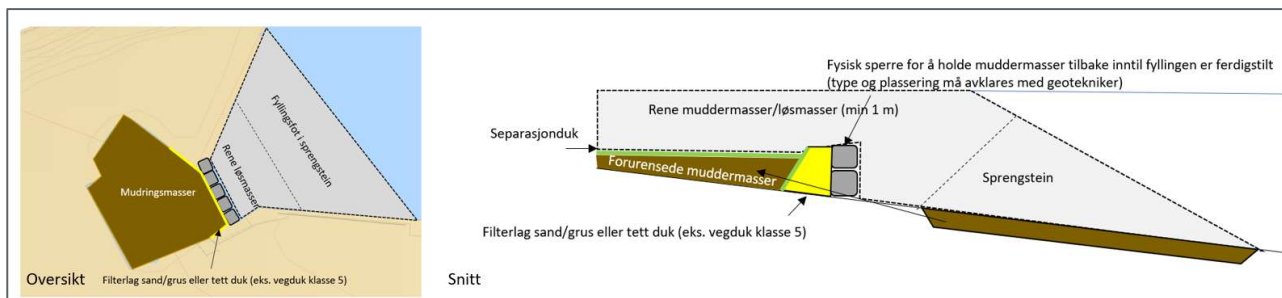 Fyllingsfot i sprengstein
Rene løsmasser
Mudringsmasser
Filterlag sand/grus eller tett duk (eks. vegduk klasse 5)
Oversikt
Fysisk sperre for å holde muddermasser tilbake inntil fyllingen er ferdigstilt
(type og plassering må avklares med geotekniker)
Rene muddermasser/løsmasser (min 1 m)
Separasjonduk
Forurensede muddermasser
Sprengstein
Filterlag sand/grus eller tett duk (eks. vegduk klasse 5)
Snitt